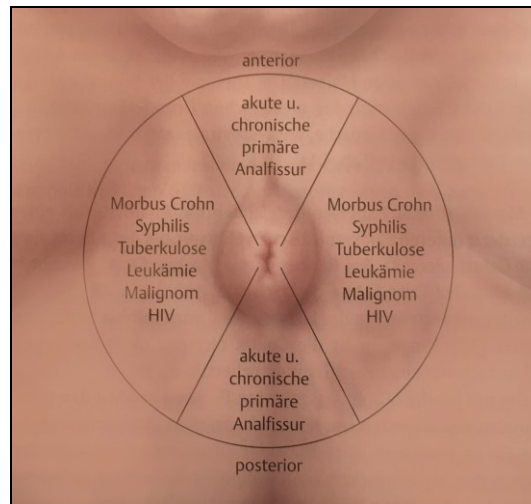 anterior
akute u.
chronische
primäre
Analfissur
Morbus Crohn
Syphilis
Tuberkulose
Leukämie
Malignom
HIV
Morbus Crohn
Syphilis
Tuberkulose
Leukämie
Malignom
HIV
akute u.
chronische
primäre
Analfissur
posterior